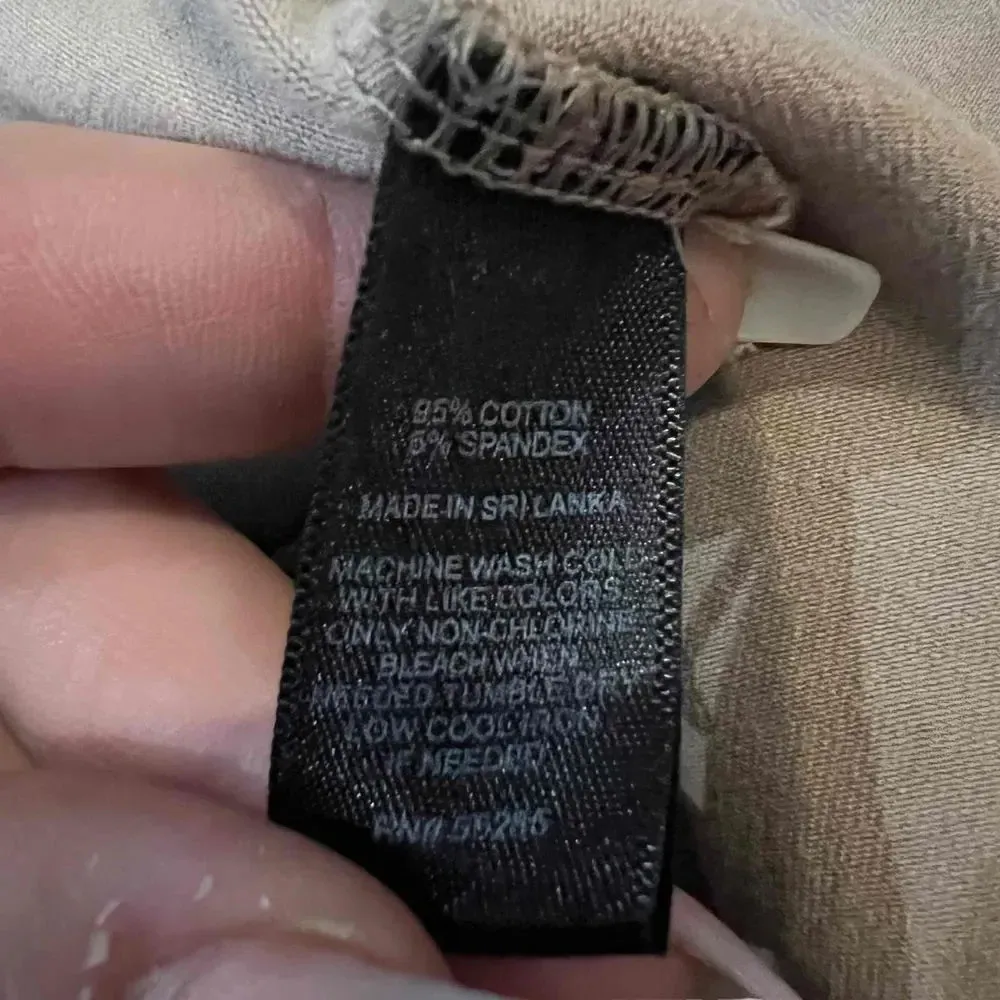 95% COTTON
5% SPANDEX
MADE IN SRI LANKA
MACHINE WASH COLD
WITH LIKE COLORS
ONLY NON-CHLORINE
BLEACH WHEN
NEEDED TUMBLE DRY
LOW COOL IRON
IF NEEDED
RN#